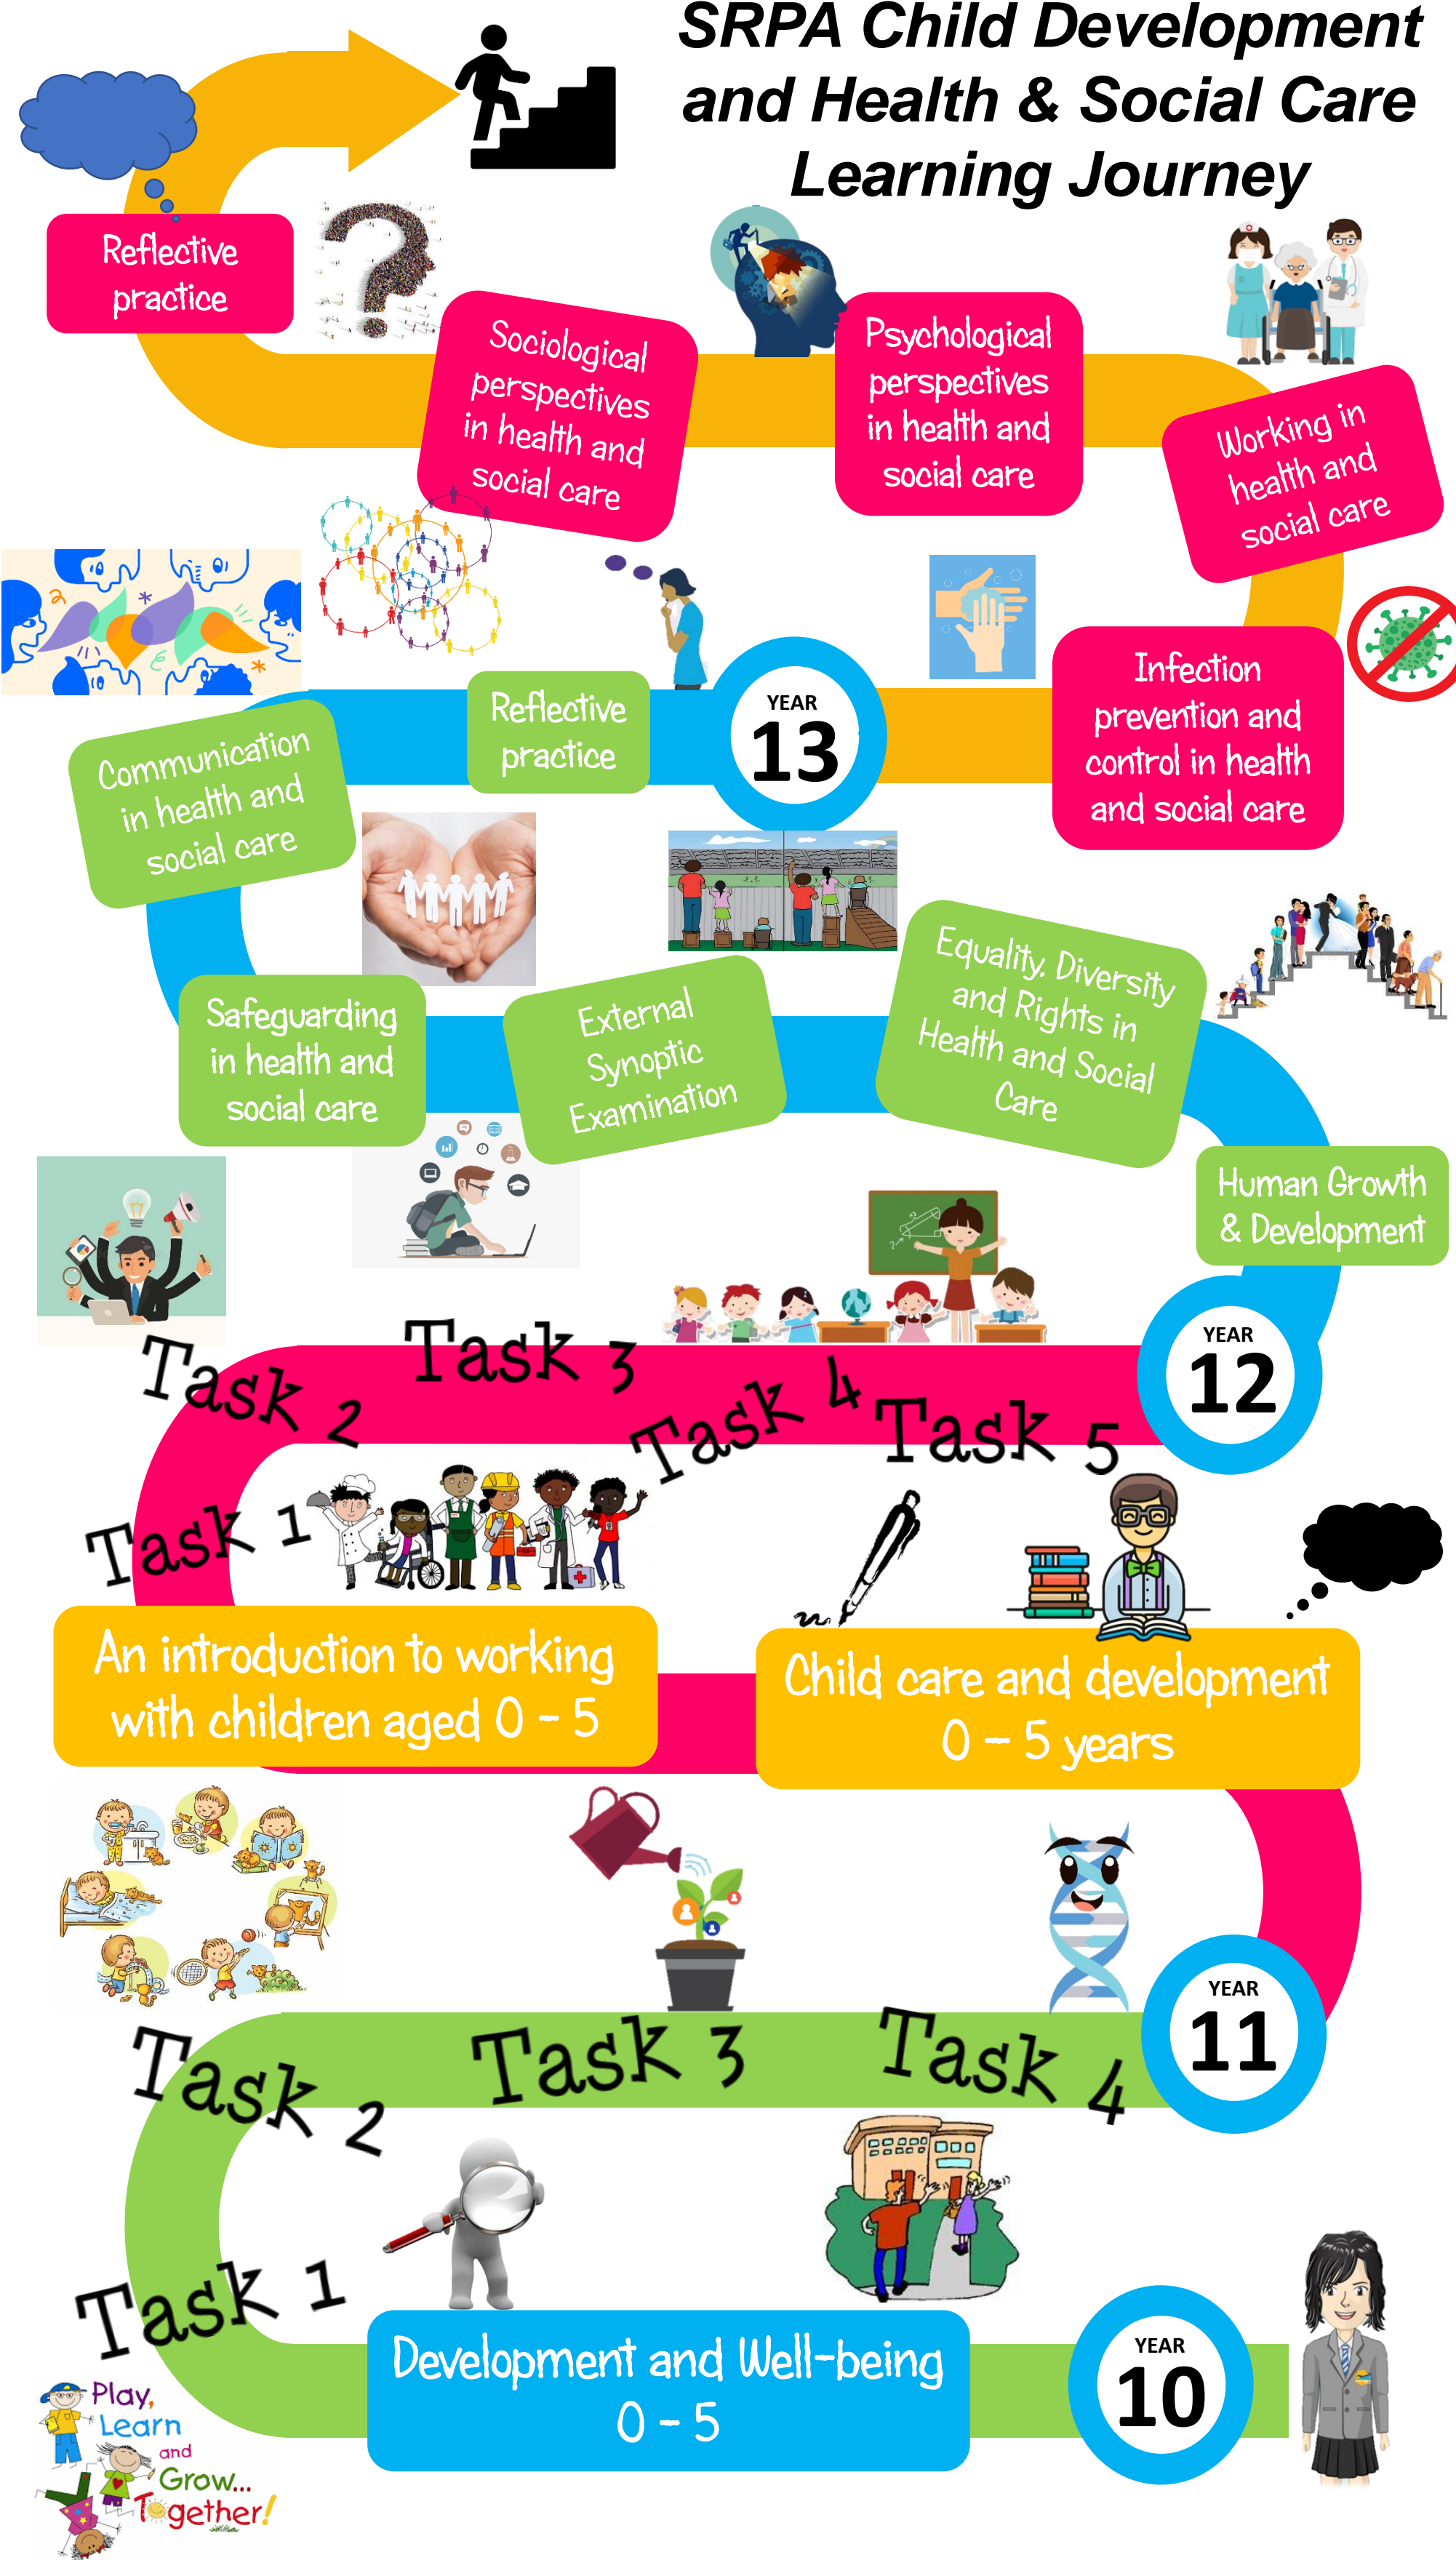 SRPA Child Development
and Health & Social Care
Learning Journey
Reflective
practice
Sociological
perspectives
in health and
social care
Psychological
perspectives
in health and
social care
Working in
health and
social care
Reflective
practice
YEAR
13
Infection
prevention and
control in health
and social care
Communication
in health and
social care
Safeguarding
in health and
social care
External
Synoptic
Examination
Equality, Diversity
and Rights in
Health and Social
Care
Human Growth
& Development
YEAR
12
Task 2
Task 3
Task 4
Task 5
Task 1
An introduction to working
with children aged 0 - 5
Child care and development
0 - 5 years
YEAR
11
Task 2
Task 3
Task 4
Task 1
Development and Well-being
0 - 5
YEAR
10
Play,
Learn
and
Grow...
Together!